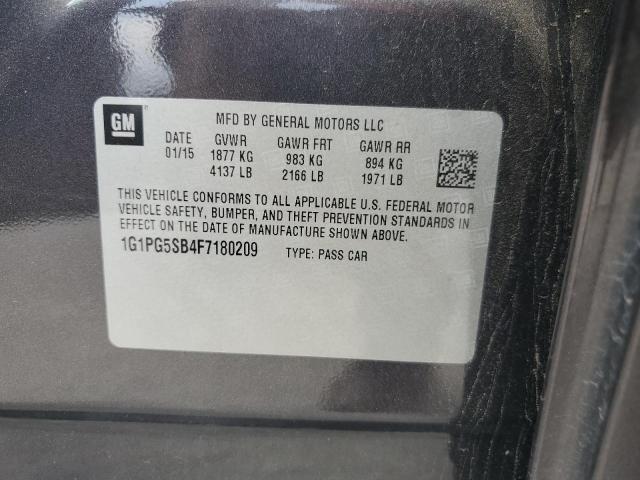 GM
MFD BY GENERAL MOTORS LLC
DATE GVWR GAWR FRT GAWR RR
01/15 1877 KG 983 KG 894 KG
4137 LB 2166 LB 1971 LB
THIS VEHICLE CONFORMS TO ALL APPLICABLE U.S. FEDERAL MOTOR
VEHICLE SAFETY, BUMPER, AND THEFT PREVENTION STANDARDS IN
EFFECT ON THE DATE OF MANUFACTURE SHOWN ABOVE.
1G1PG5SB4F7180209 TYPE: PASS CAR